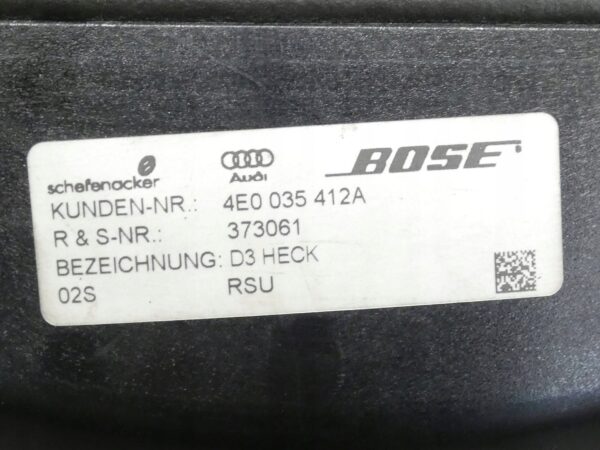 schefenacker Audi BOSE
KUNDEN-NR.: 4E0 035 412A
R & S-NR.: 373061
BEZEICHNUNG: D3 HECK
02S RSU